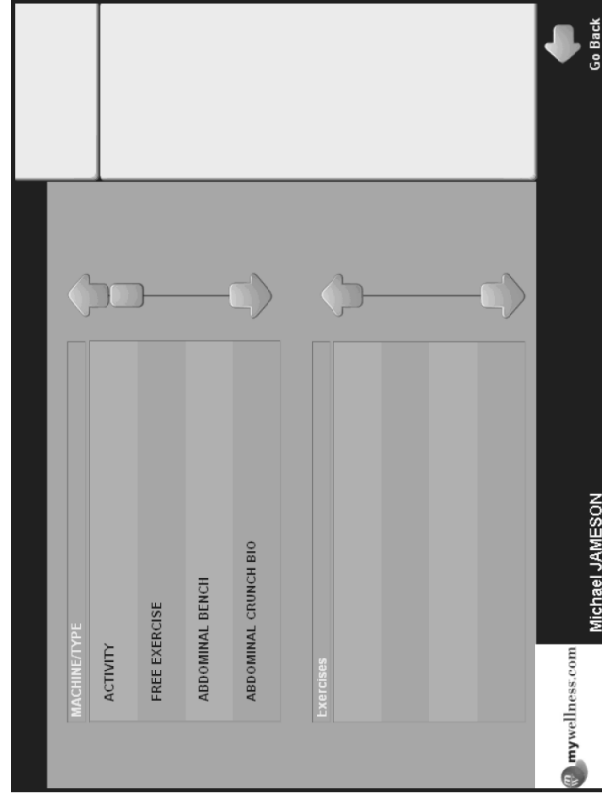 MACHINE/TYPE
ACTIVITY
FREE EXERCISE
ABDOMINAL BENCH
ABDOMINAL CRUNCH BIO
Exercises
mywellness.com
Michael JAMESON
Go Back